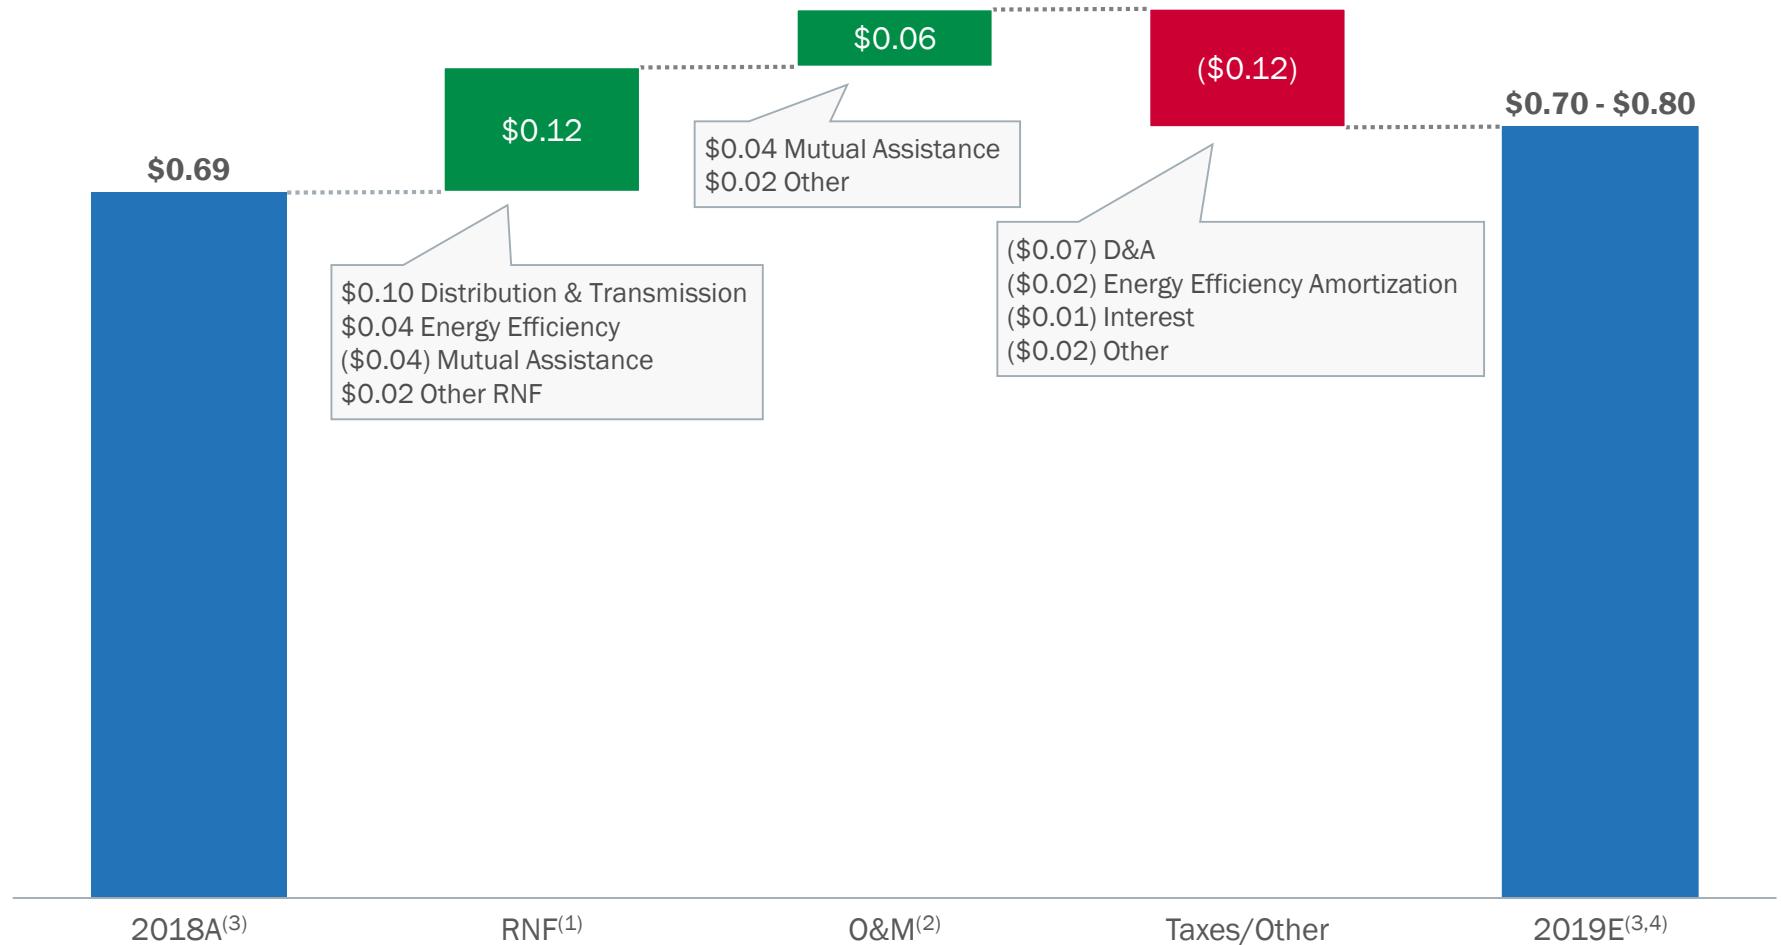 $0.69
$0.12
$0.10 Distribution & Transmission
$0.04 Energy Efficiency
($0.04) Mutual Assistance
$0.02 Other RNF
$0.06
$0.04 Mutual Assistance
$0.02 Other
($0.12)
($0.07) D&A
($0.02) Energy Efficiency Amortization
($0.01) Interest
($0.02) Other
$0.70 - $0.80
2018A(3)
RNF(1)
O&M(2)
Taxes/Other
2019E(3,4)